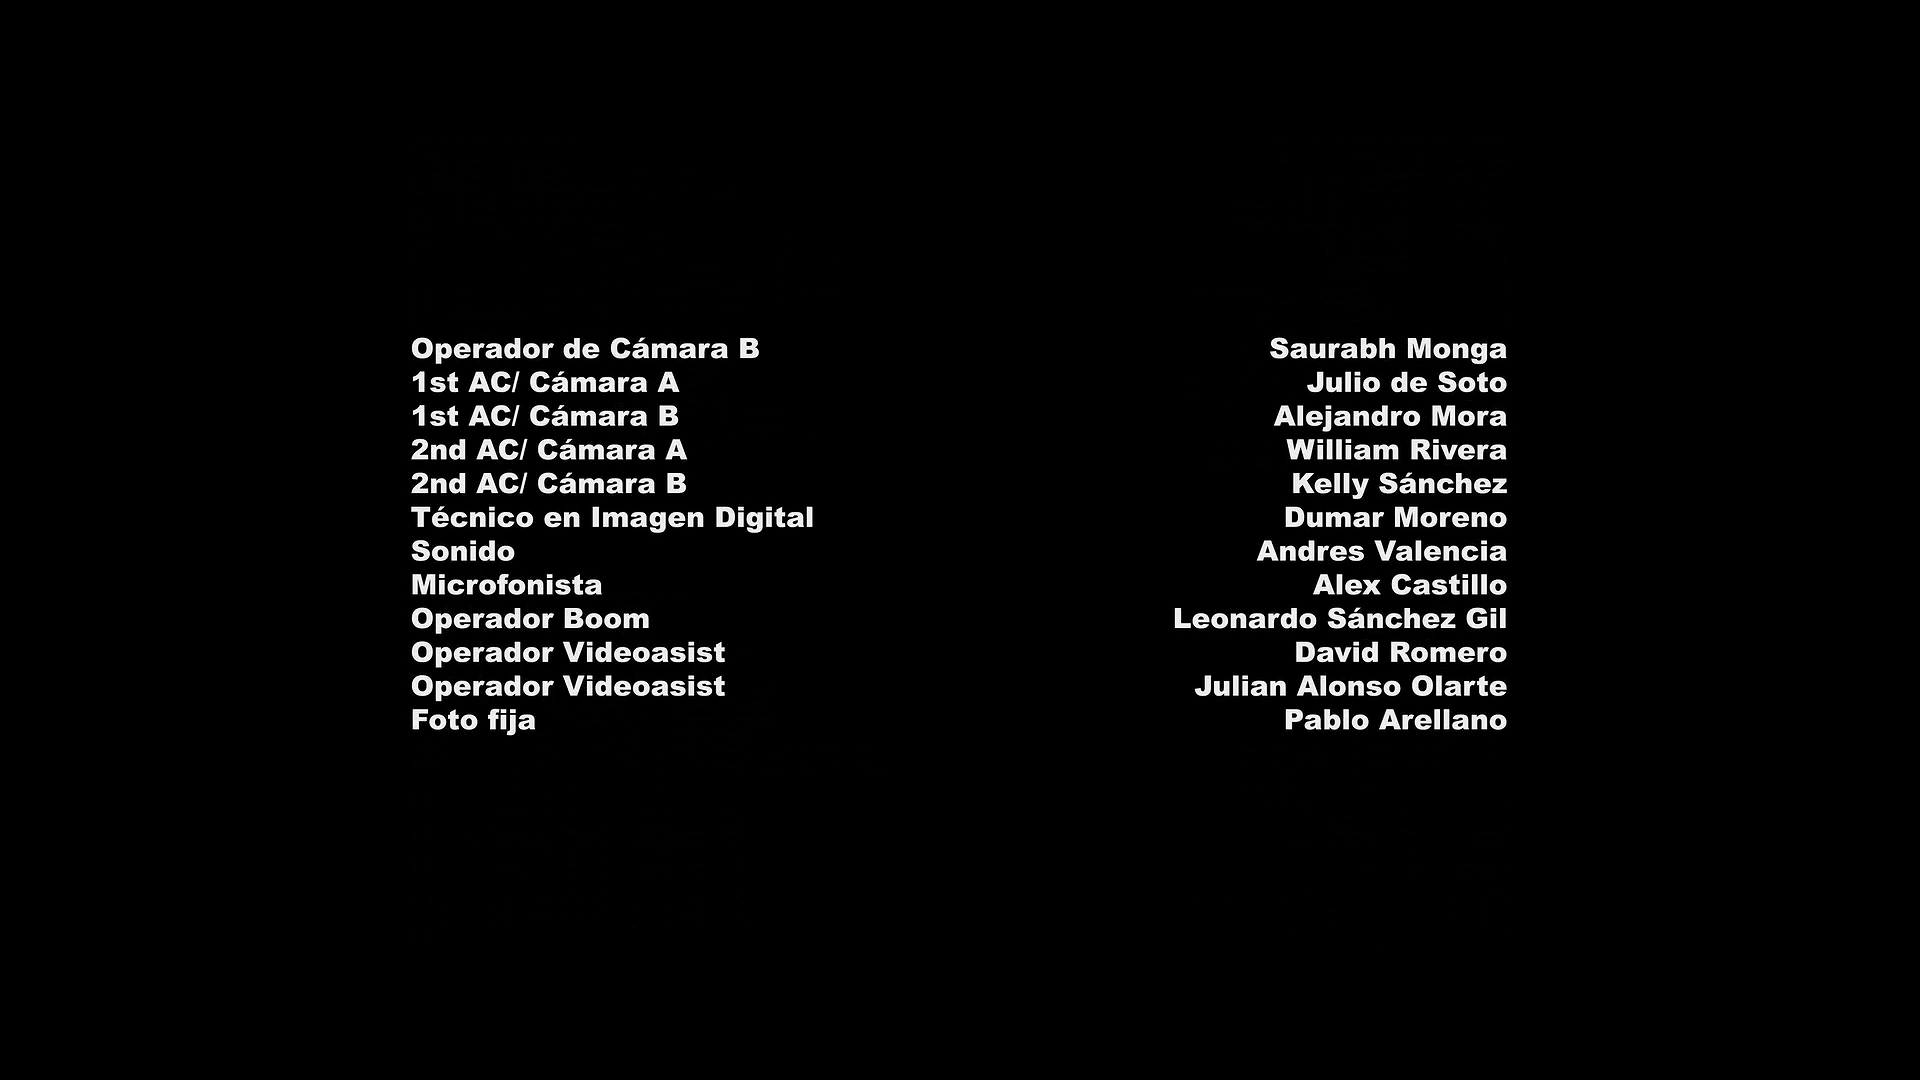 Operador de Cámara B Saurabh Monga
1st AC/ Cámara A Julio de Soto
1st AC/ Cámara B Alejandro Mora
2nd AC/ Cámara A William Rivera
2nd AC/ Cámara B Kelly Sánchez
Técnico en Imagen Digital Dumar Moreno
Sonido Andres Valencia
Microfonista Alex Castillo
Operador Boom Leonardo Sánchez Gil
Operador Videoasist David Romero
Operador Videoasist Julian Alonso Olarte
Foto fija Pablo Arellano